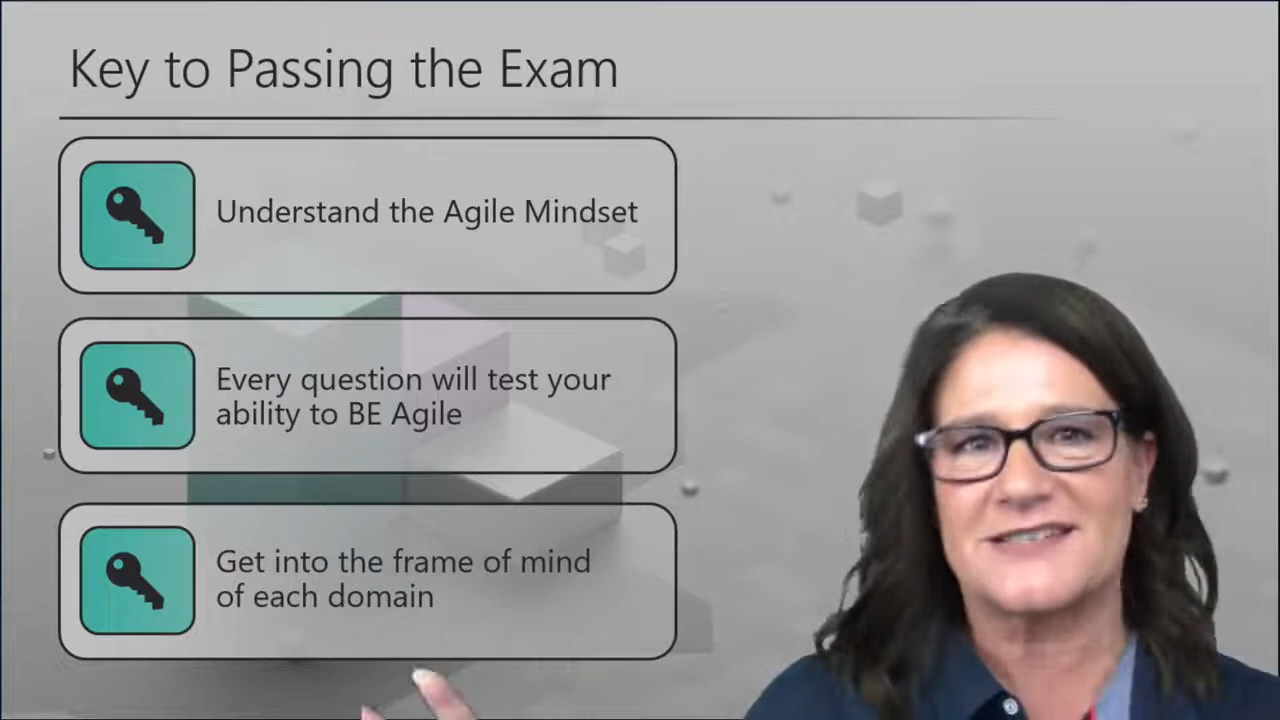 Key to Passing the Exam
Understand the Agile Mindset
Every question will test your
ability to BE Agile
Get into the frame of mind
of each domain